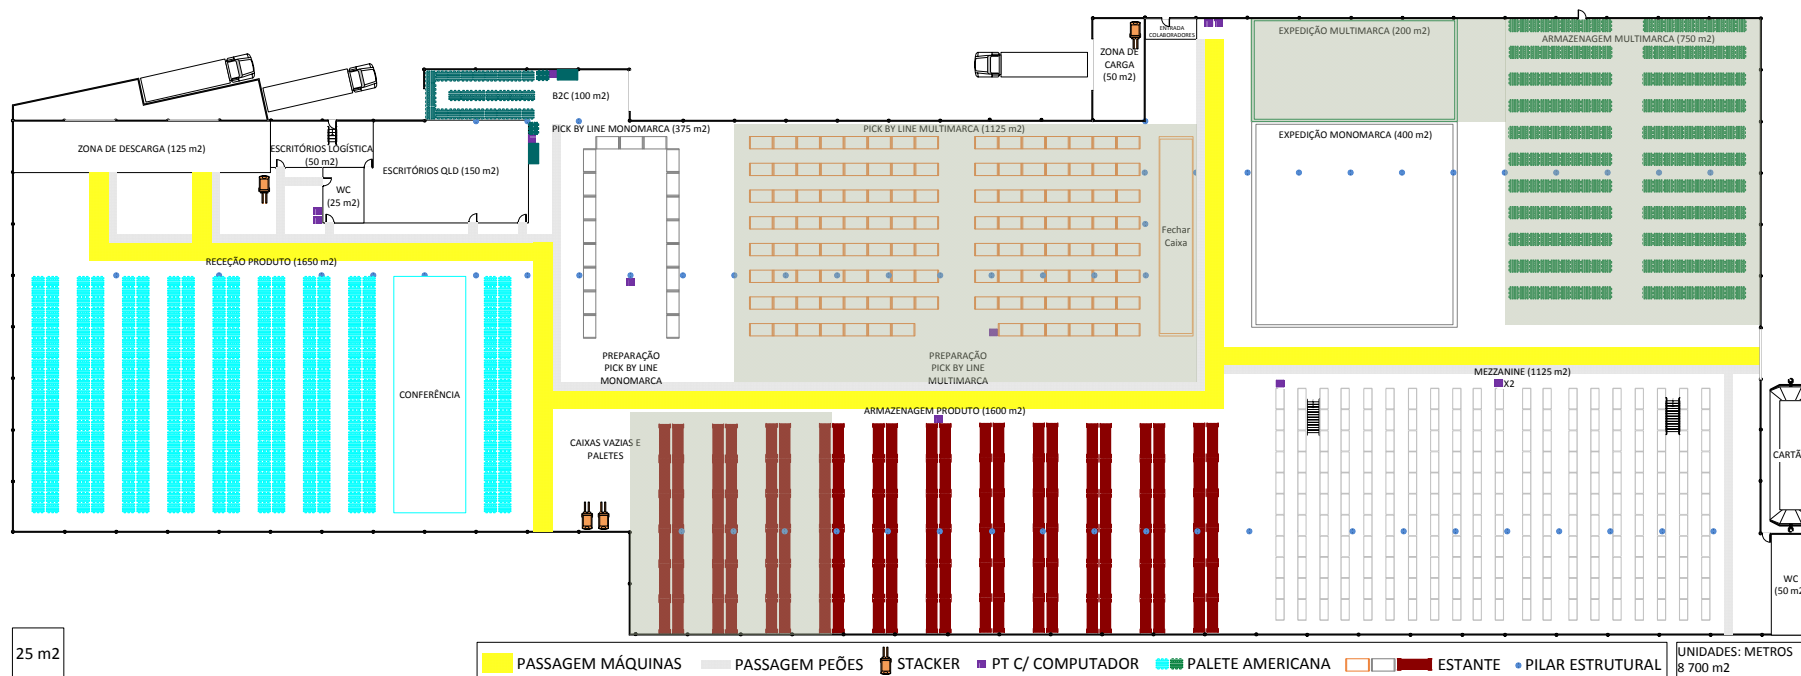 ENTRADA
COLABORADORES
EXPEDIÇÃO MULTIMARCA (200 m2)
ARMAZENAGEM MULTIMARCA (750 m2)
ZONA DE
CARGA
(50 m2)
B2C (100 m2)
PICK BY LINE MONOMARCA (375 m2)
PICK BY LINE MULTIMARCA (1125 m2)
EXPEDIÇÃO MONOMARCA (400 m2)
ZONA DE DESCARGA (125 m2)
ESCRITÓRIOS LOGÍSTICA
(50 m2)
ESCRITÓRIOS QLD (150 m2)
WC
(25 m2)
Fechar
Caixa
RECEÇÃO PRODUTO (1650 m2)
PREPARAÇÃO
PICK BY LINE
MONOMARCA
PREPARAÇÃO
PICK BY LINE
MULTIMARCA
MEZZANINE (1125 m2)
X2
CONFERÊNCIA
ARMAZENAGEM PRODUTO (1600 m2)
CAIXAS VAZIAS E
PALETES
CARTÃ
WC
(50 m2
25 m2
PASSAGEM MÁQUINAS
PASSAGEM PEÕES
STACKER
PT C/ COMPUTADOR
PALETE AMERICANA
ESTANTE
PILAR ESTRUTURAL
UNIDADES: METROS
8 700 m2